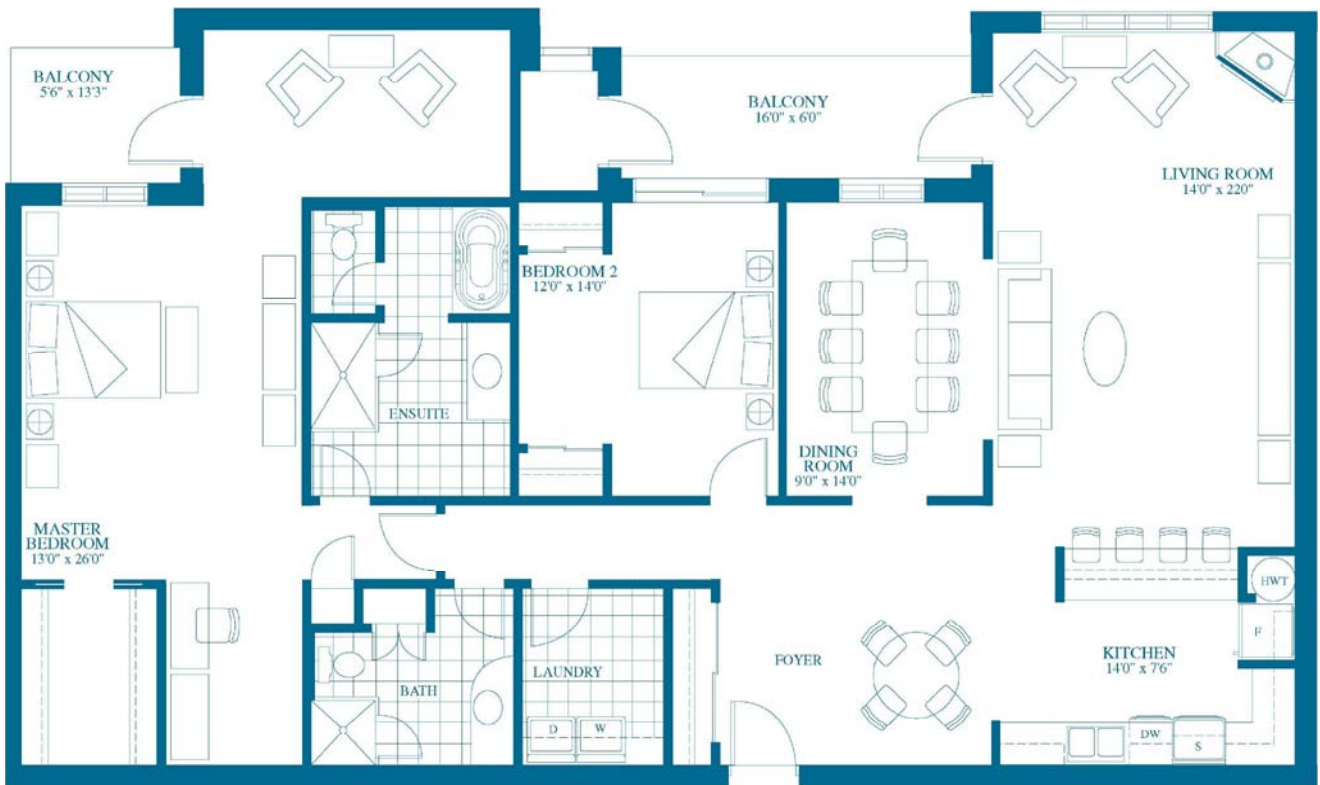 BALCONY
5'6" x 13'3"
BALCONY
16'0" x 6'0"
LIVING ROOM
14'0" x 220"
BEDROOM 2
12'0" x 14'0"
ENSUITE
DINING
ROOM
9'0" x 14'0"
MASTER
BEDROOM
13'0" x 26'0"
HWT
F
KITCHEN
14'0" x 7'6"
FOYER
LAUNDRY
BATH
D
W
DW
S